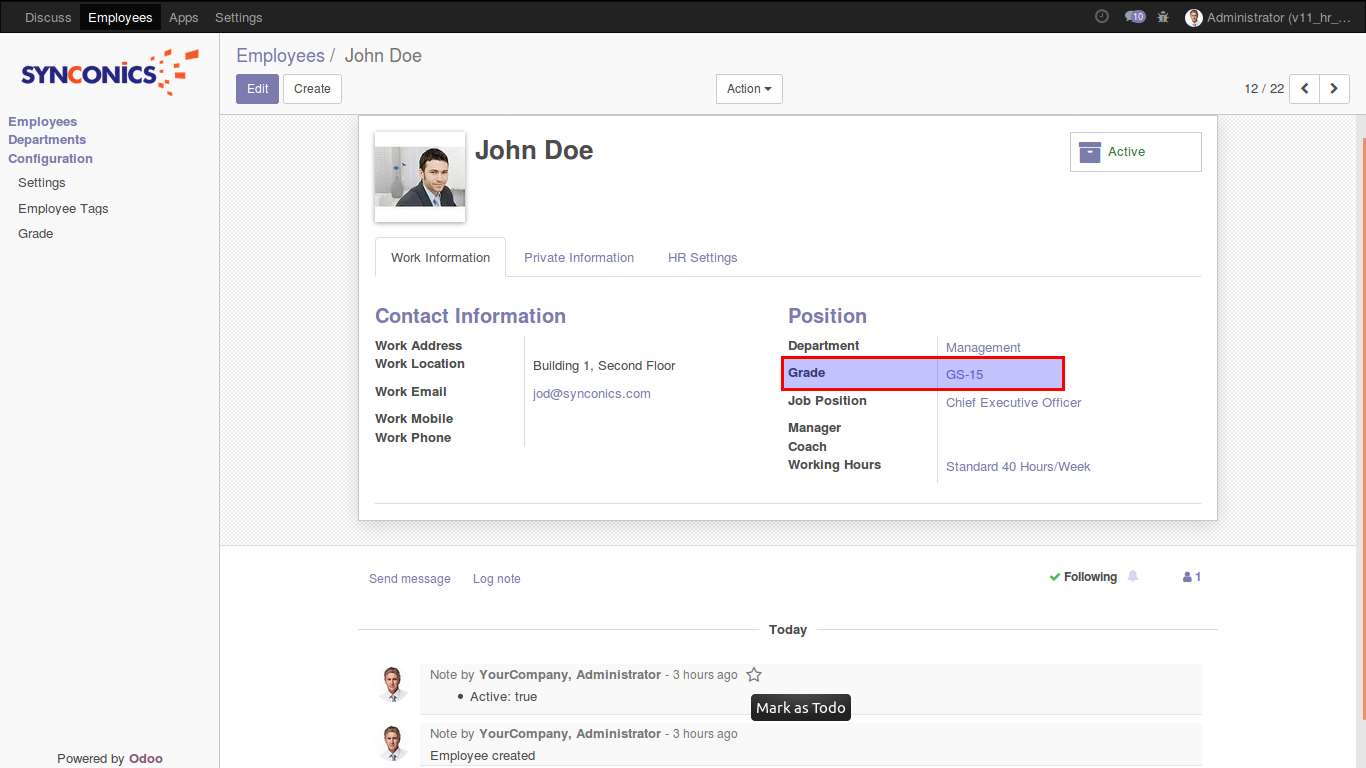 Discuss Employees Apps Settings 10 Administrator (v11_hr_...
SYNCONICS
Employees / John Doe
Edit Create Action 12 / 22
Employees
Departments
Configuration
Settings
Employee Tags
Grade
John Doe
Active
Work Information Private Information HR Settings
Contact Information
Work Address
Work Location Building 1, Second Floor
Work Email jod@synconics.com
Work Mobile
Work Phone
Position
Department Management
Grade GS-15
Job Position Chief Executive Officer
Manager
Coach
Working Hours Standard 40 Hours/Week
Send message Log note Following 1
Today
Note by YourCompany, Administrator - 3 hours ago
Active: true
Mark as Todo
Note by YourCompany, Administrator - 3 hours ago
Employee created
Powered by Odoo